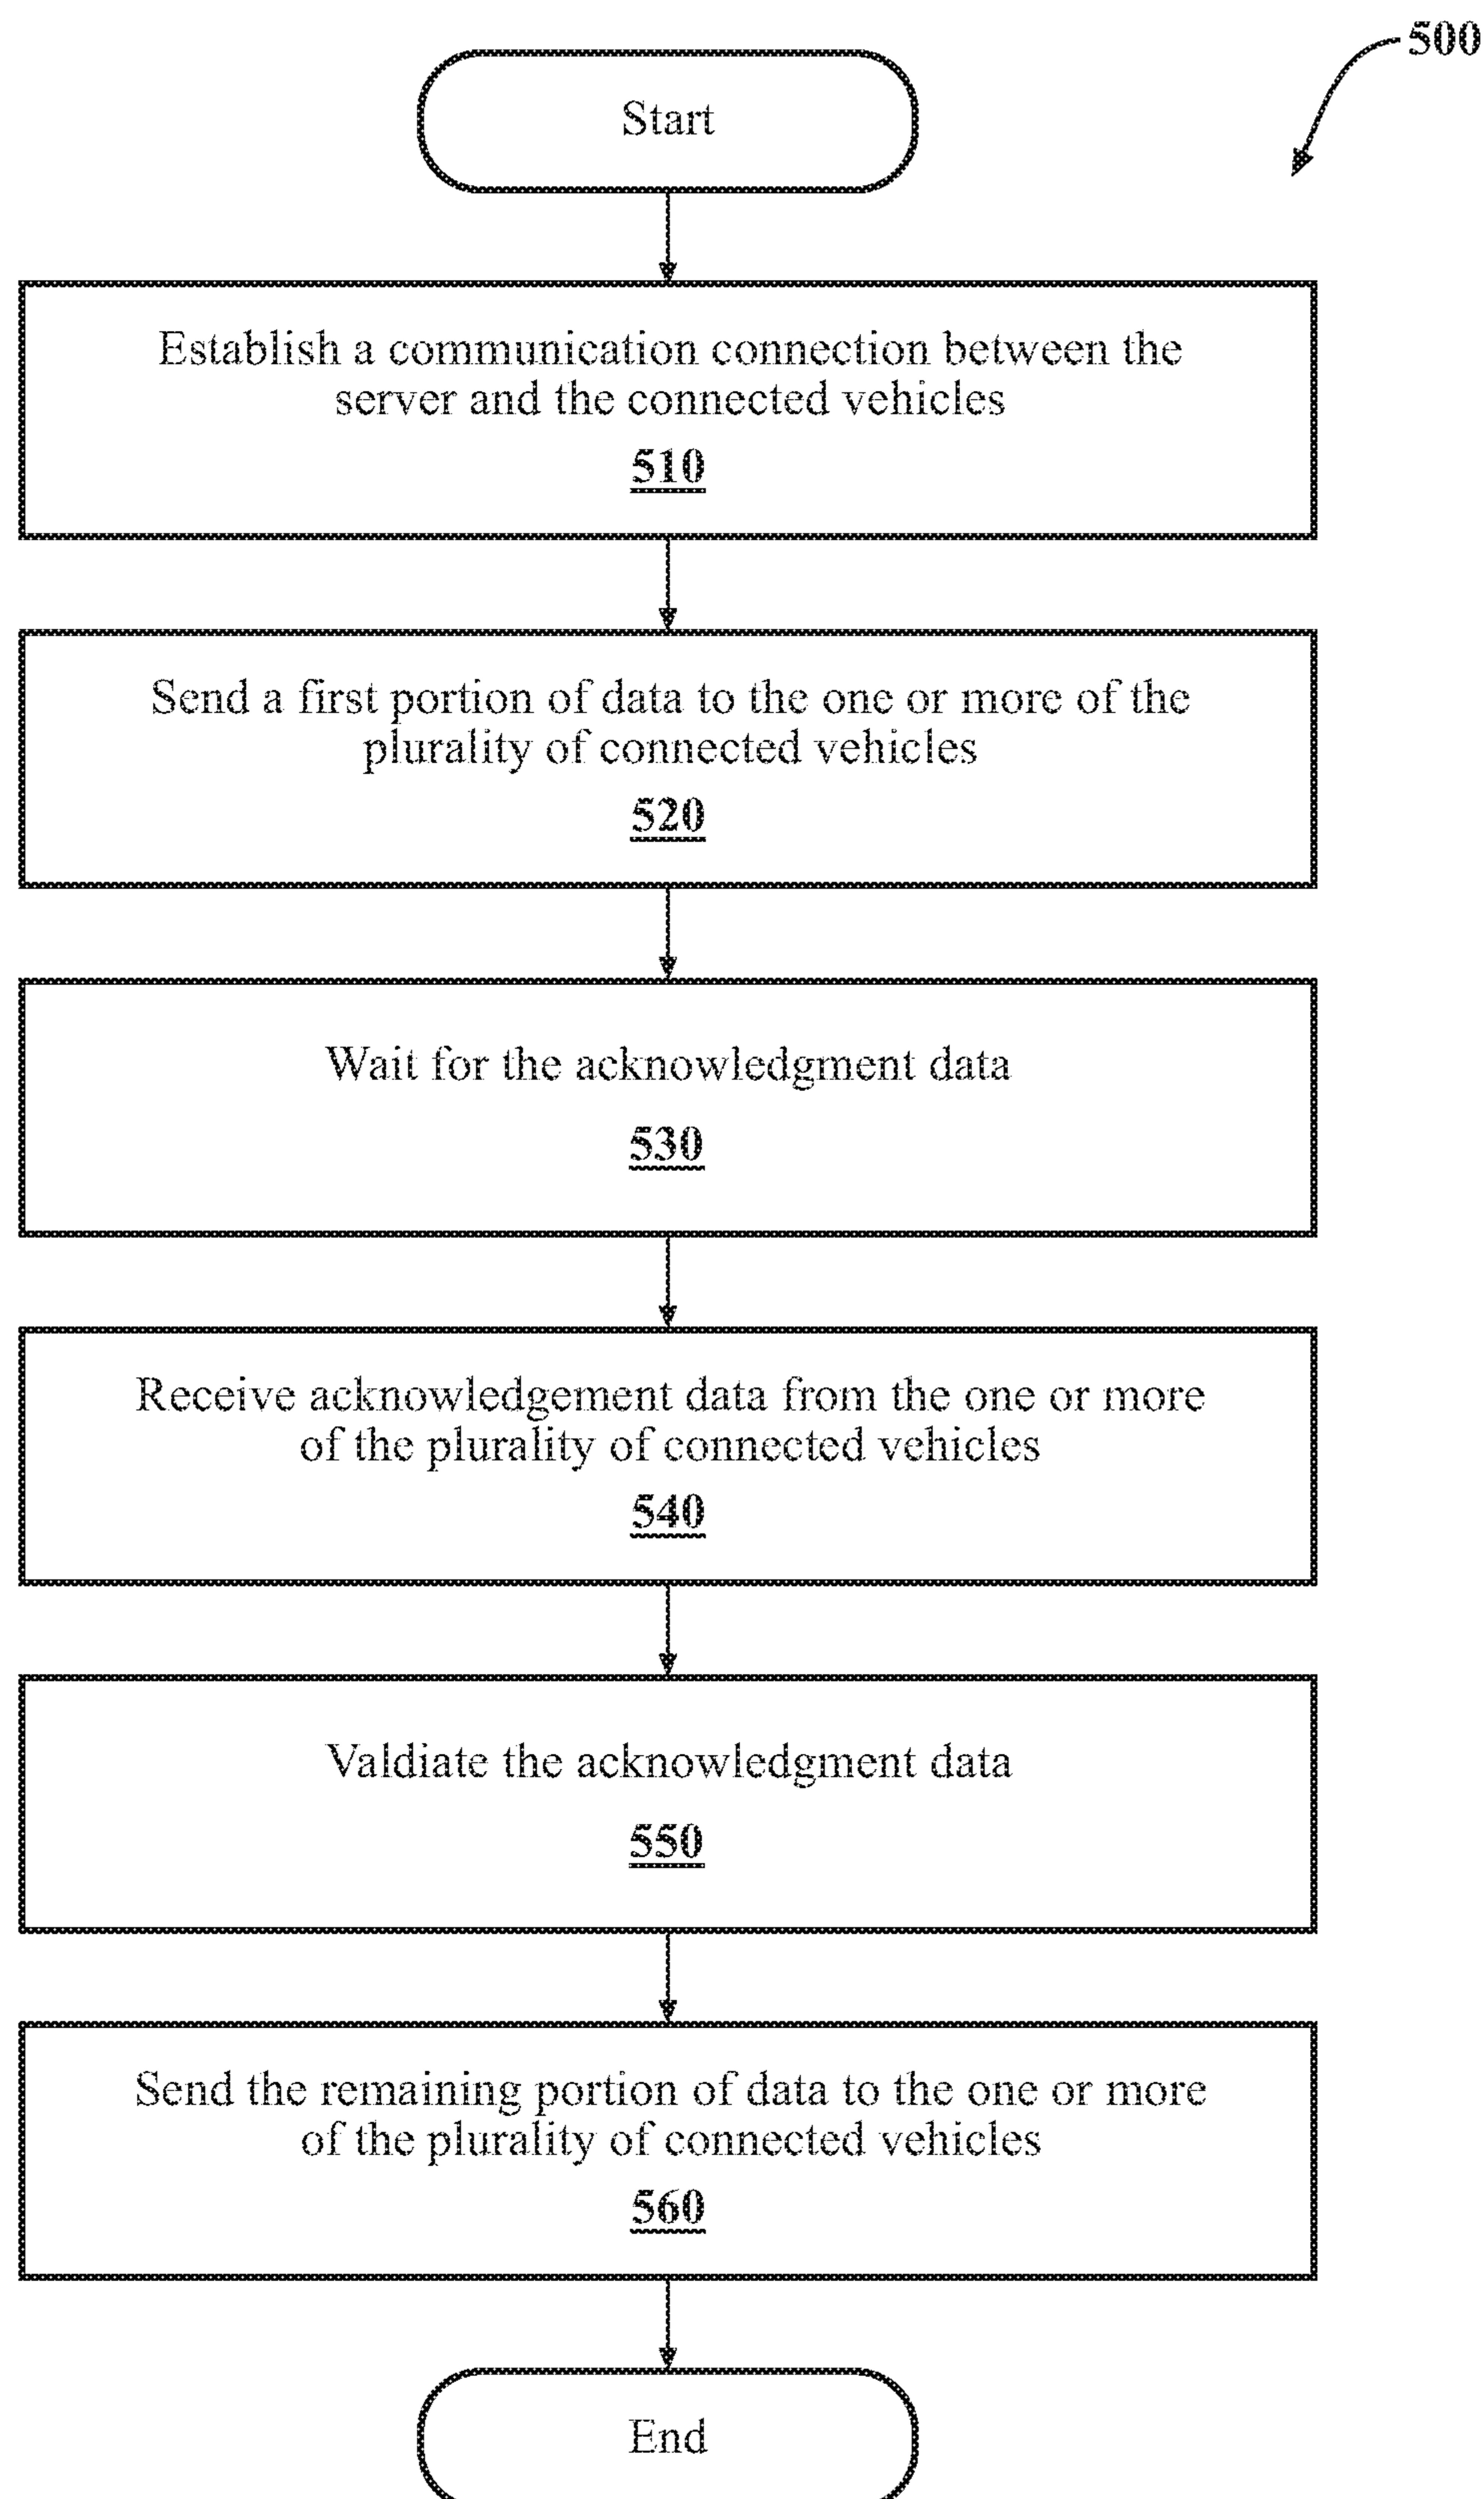 500
Start
Establish a communication connection between the
server and the connected vehicles
510
Send a first portion of data to the one or more of the
plurality of connected vehicles
520
Wait for the acknowledgment data
530
Receive acknowledgement data from the one or more
of the plurality of connected vehicles
540
Valdiate the acknowledgment data
550
Send the remaining portion of data to the one or more
of the plurality of connected vehicles
560
End